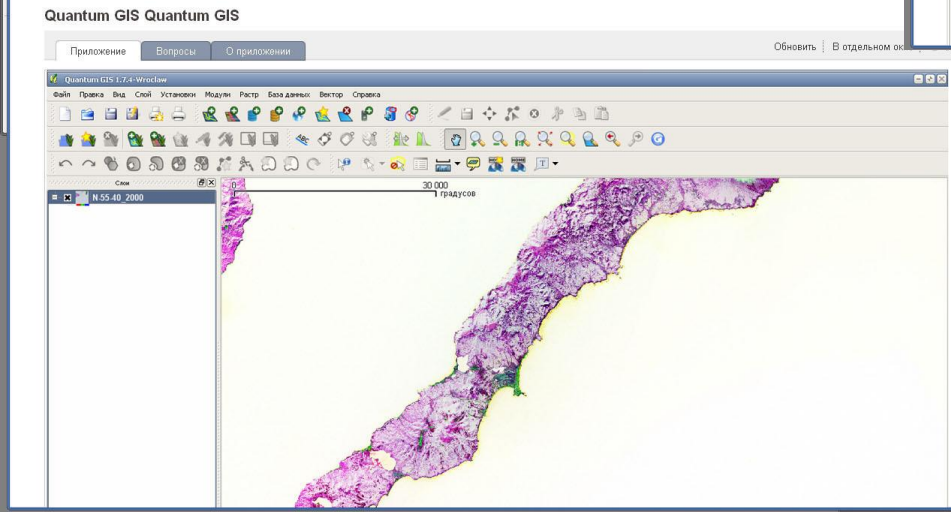 Quantum GIS Quantum GIS
Приложение Вопросы О приложении Обновить В отдельном ок
Quantum GIS 1.7.4-Wroclaw
Файл Правка Вид Слой Установки Модули Растр База данных Вектор Справка
Слои
0 30 000 градусов
N-55-40_2000